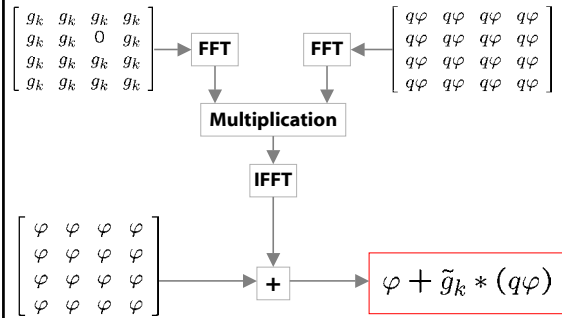 g_k g_k g_k g_k
g_k g_k 0 g_k
g_k g_k g_k g_k
g_k g_k g_k g_k
FFT
FFT
qφ qφ qφ qφ
qφ qφ qφ qφ
qφ qφ qφ qφ
qφ qφ qφ qφ
Multiplication
IFFT
φ φ φ φ
φ φ φ φ
φ φ φ φ
φ φ φ φ
+
φ + g̃_k * (qφ)